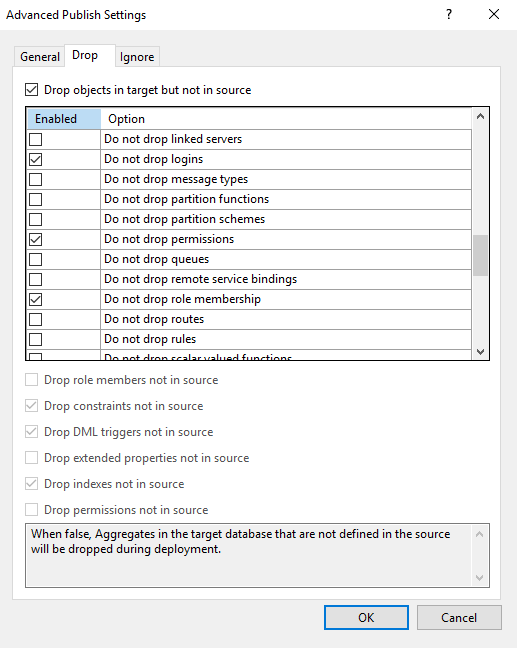 Advanced Publish Settings
?
General Drop Ignore
Drop objects in target but not in source
Enabled Option
Do not drop linked servers
Do not drop logins
Do not drop message types
Do not drop partition functions
Do not drop partition schemes
Do not drop permissions
Do not drop queues
Do not drop remote service bindings
Do not drop role membership
Do not drop routes
Do not drop rules
Do not drop scalar valued functions
Drop role members not in source
Drop constraints not in source
Drop DML triggers not in source
Drop extended properties not in source
Drop indexes not in source
Drop permissions not in source
When false, Aggregates in the target database that are not defined in the source
will be dropped during deployment.
OK Cancel